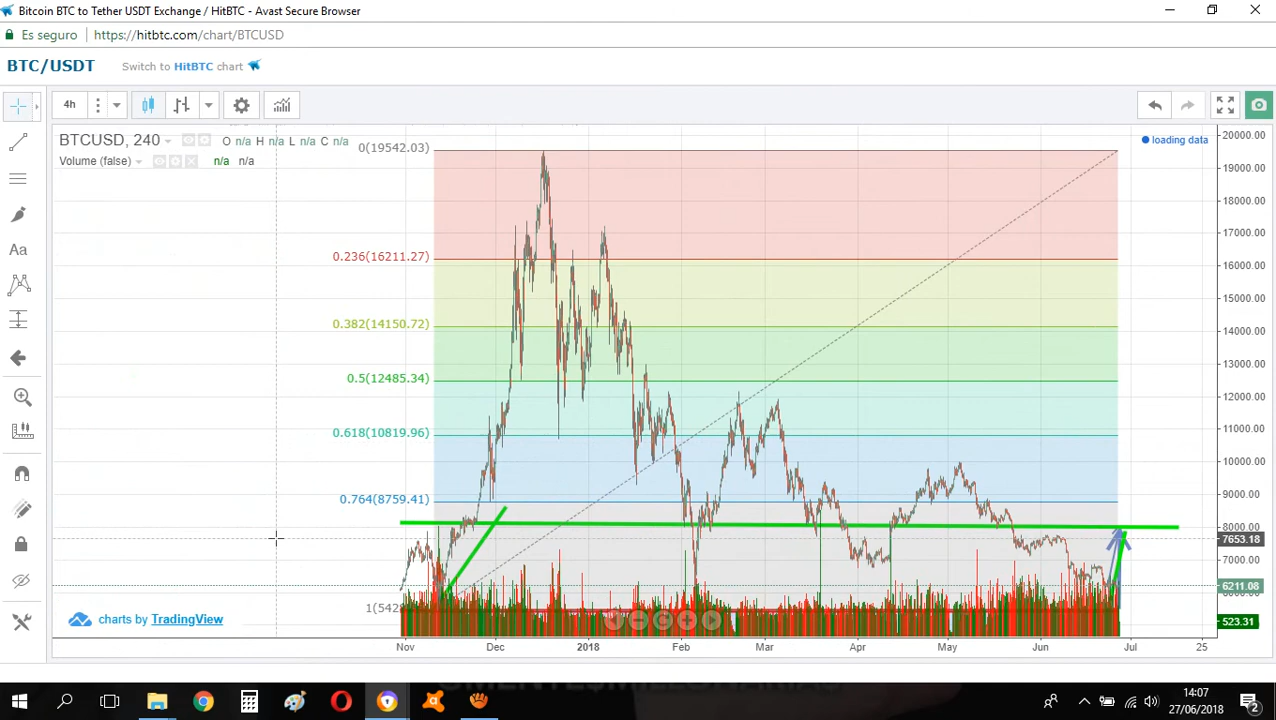 Bitcoin BTC to Tether USDT Exchange / HitBTC - Avast Secure Browser
Es seguro | https://hitbtc.com/chart/BTCUSD
BTC/USDT Switch to HitBTC chart
4h
BTCUSD, 240 O n/a H n/a L n/a C n/a
Volume (false) n/a n/a
loading data
0(19542.03)
0.236(16211.27)
0.382(14150.72)
0.5(12485.34)
0.618(10819.96)
0.764(8759.41)
1(542
20000.00
19000.00
18000.00
17000.00
16000.00
15000.00
14000.00
13000.00
12000.00
11000.00
10000.00
9000.00
8000.00
7653.18
7000.00
6211.08
523.31
Aa
charts by TradingView
Nov Dec 2018 Feb Mar Apr May Jun Jul 25
14:07
27/06/2018
2